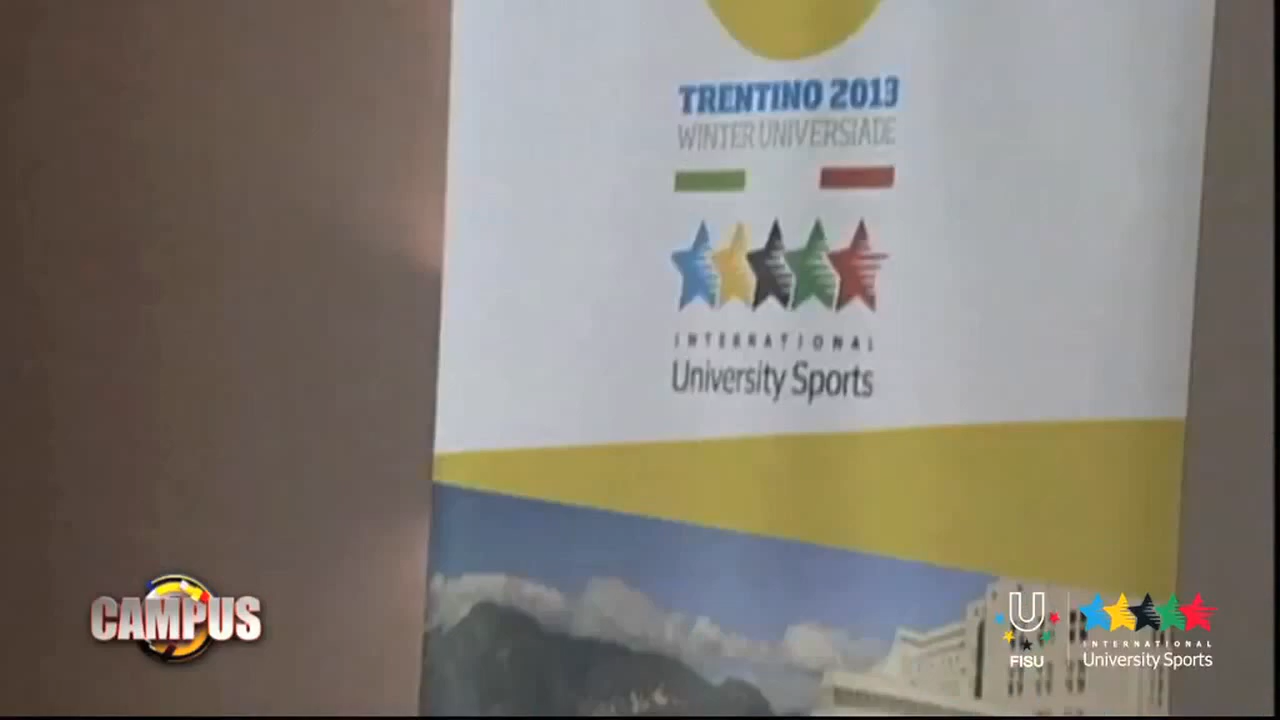 TRENTINO 2013
WINTER UNIVERSIADE
INTERNATIONAL
University Sports
CAMPUS
U
FISU
INTERNATIONAL
University Sports